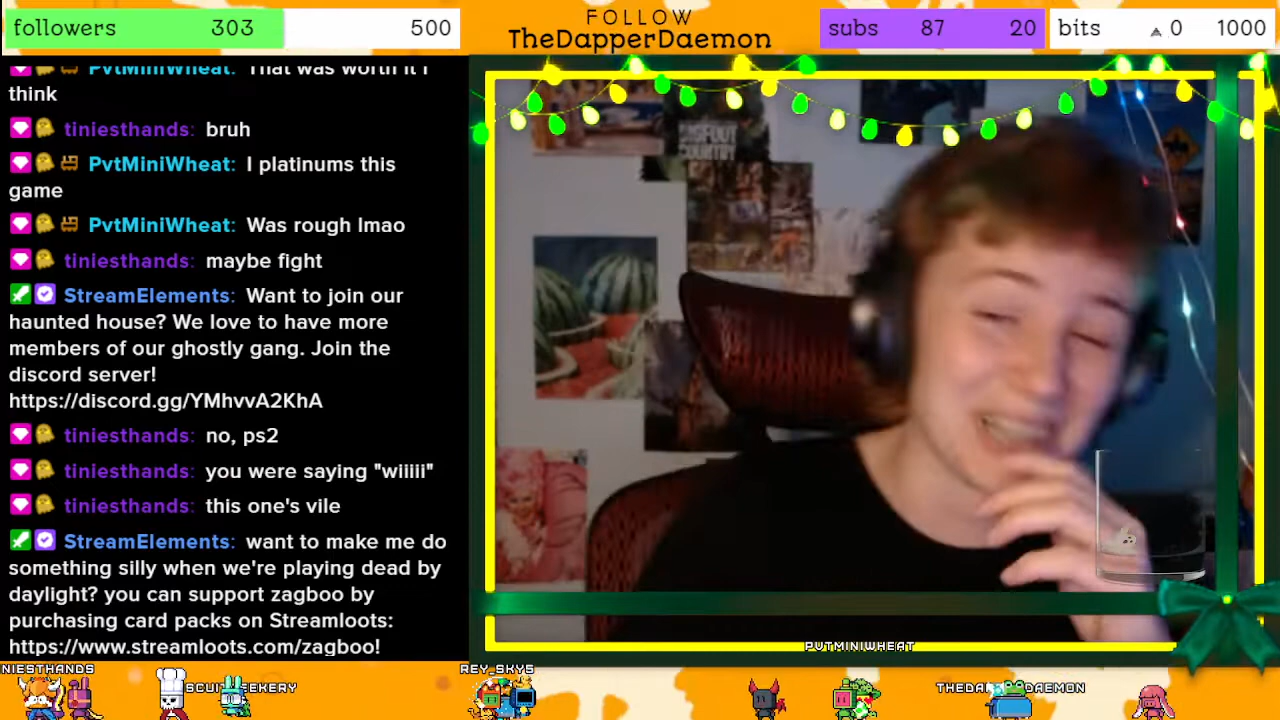 followers 303 500
FOLLOW
TheDapperDaemon
subs 87 20
bits 0 1000
PvtMiniWheat: That was worth it I
think
tiniesthands: bruh
PvtMiniWheat: I platinums this
game
PvtMiniWheat: Was rough lmao
tiniesthands: maybe fight
StreamElements: Want to join our
haunted house? We love to have more
members of our ghostly gang. Join the
discord server!
https://discord.gg/YMhvvA2KhA
tiniesthands: no, ps2
tiniesthands: you were saying "wiiiii"
tiniesthands: this one's vile
StreamElements: want to make me do
something silly when we're playing dead by
daylight? you can support zagboo by
purchasing card packs on Streamloots:
https://www.streamloots.com/zagboo!
BIGFOOT
COUNTRY
PVTMINIWHEAT
NIESTHANDS
REY_SKY5